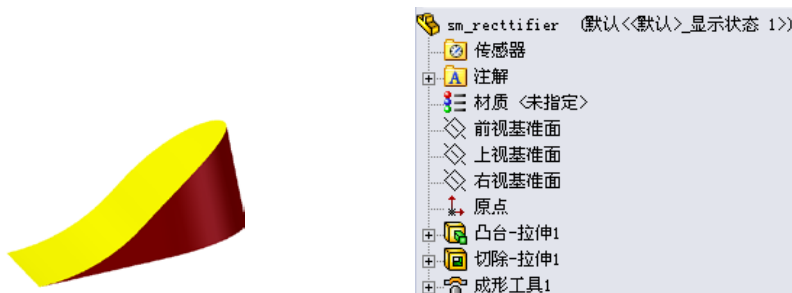 sm_recttifier (默认<<默认>_显示状态 1>)
传感器
注解
材质 <未指定>
前视基准面
上视基准面
右视基准面
原点
凸台-拉伸1
切除-拉伸1
成形工具1